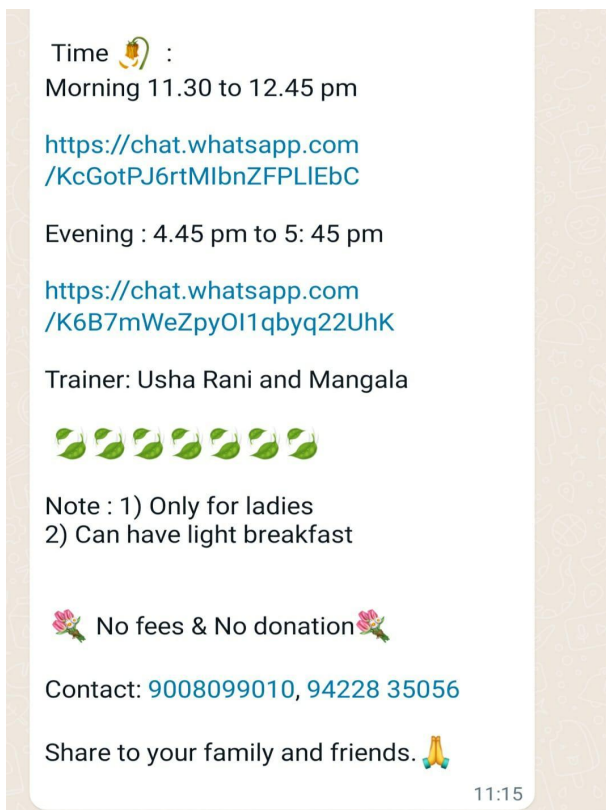 Time 🥀 :
Morning 11.30 to 12.45 pm
https://chat.whatsapp.com
/KcGotPJ6rtMIbnZFPLlEbC
Evening : 4.45 pm to 5: 45 pm
https://chat.whatsapp.com
/K6B7mWeZpyOI1qbyq22UhK
Trainer: Usha Rani and Mangala
🍃🍃🍃🍃🍃🍃🍃
Note : 1) Only for ladies
2) Can have light breakfast
💐 No fees & No donation💐
Contact: 9008099010, 94228 35056
Share to your family and friends. 🙏
11:15